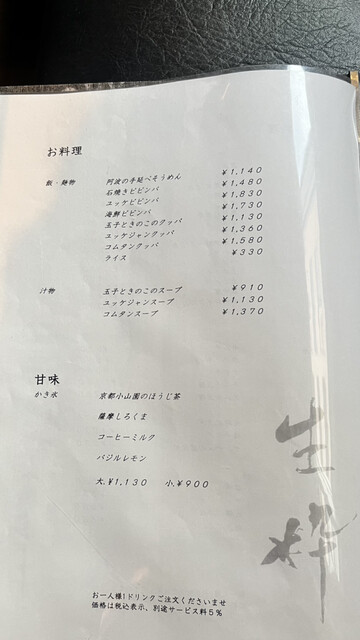 お料理
飯・麺物 阿波の手延べそうめん ¥1,140
石焼きビビンバ ¥1,480
ユッケビビンバ ¥1,830
海鮮ビビンバ ¥1,730
玉子ときのこのクッパ ¥1,130
ユッケジャンクッパ ¥1,360
コムタンクッパ ¥1,580
ライス ¥330
汁物 玉子ときのこのスープ ¥910
ユッケジャンスープ ¥1,130
コムタンスープ ¥1,370
甘味
かき氷 京都小山園のほうじ茶
薩摩しろくま
コーヒーミルク
バジルレモン
大.¥1,130 小.¥900
生粋
お一人様1ドリンクご注文くださいませ
価格は税込表示、別途サービス料5%